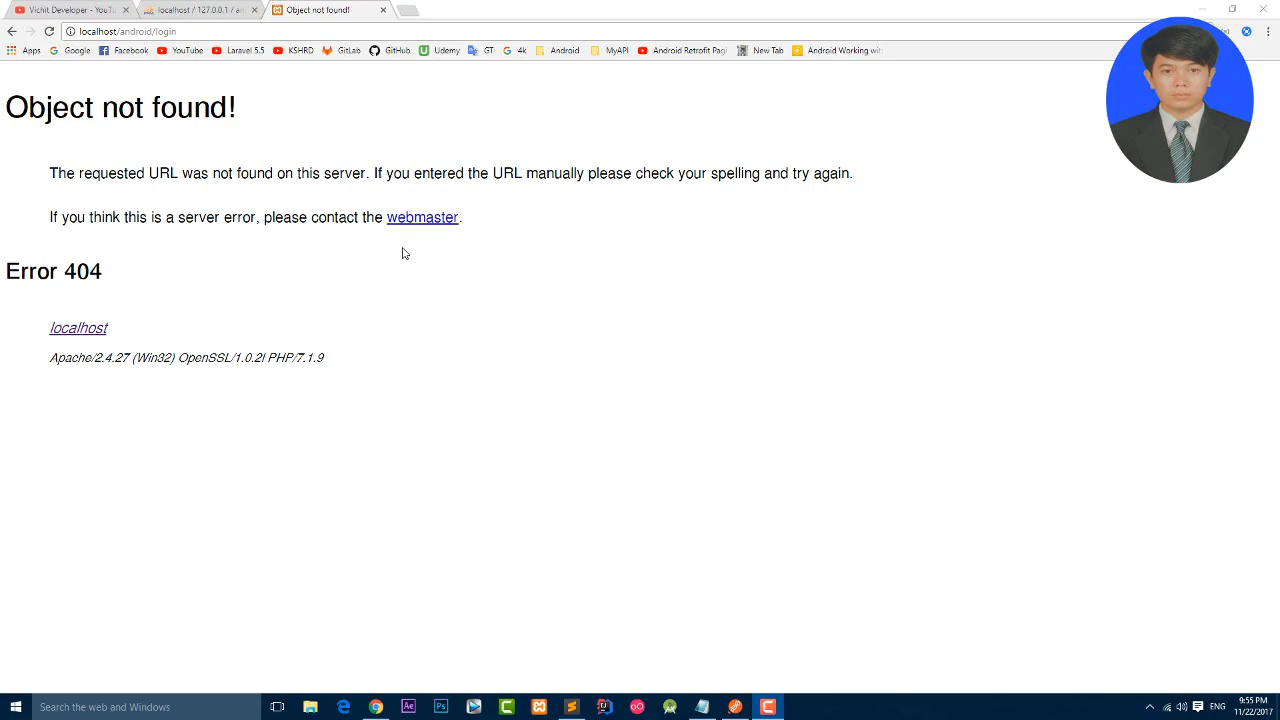 Vichit Developer - YouTu
localhost / 127.0.0.1 / an
Object not found!
localhost/android/login
Apps
Google
Facebook
YouTube
Laravel 5.5
KSHRD
GitLab
GitHub
Udemy
GT
4k
Android
MyAPI
Android Retrofit Pagi
New Tab
Android Working with
Object not found!
The requested URL was not found on this server. If you entered the URL manually please check your spelling and try again.
If you think this is a server error, please contact the webmaster.
Error 404
localhost
Apache/2.4.27 (Win32) OpenSSL/1.0.2l PHP/7.1.9
Search the web and Windows
ENG
9:55 PM
11/22/2017